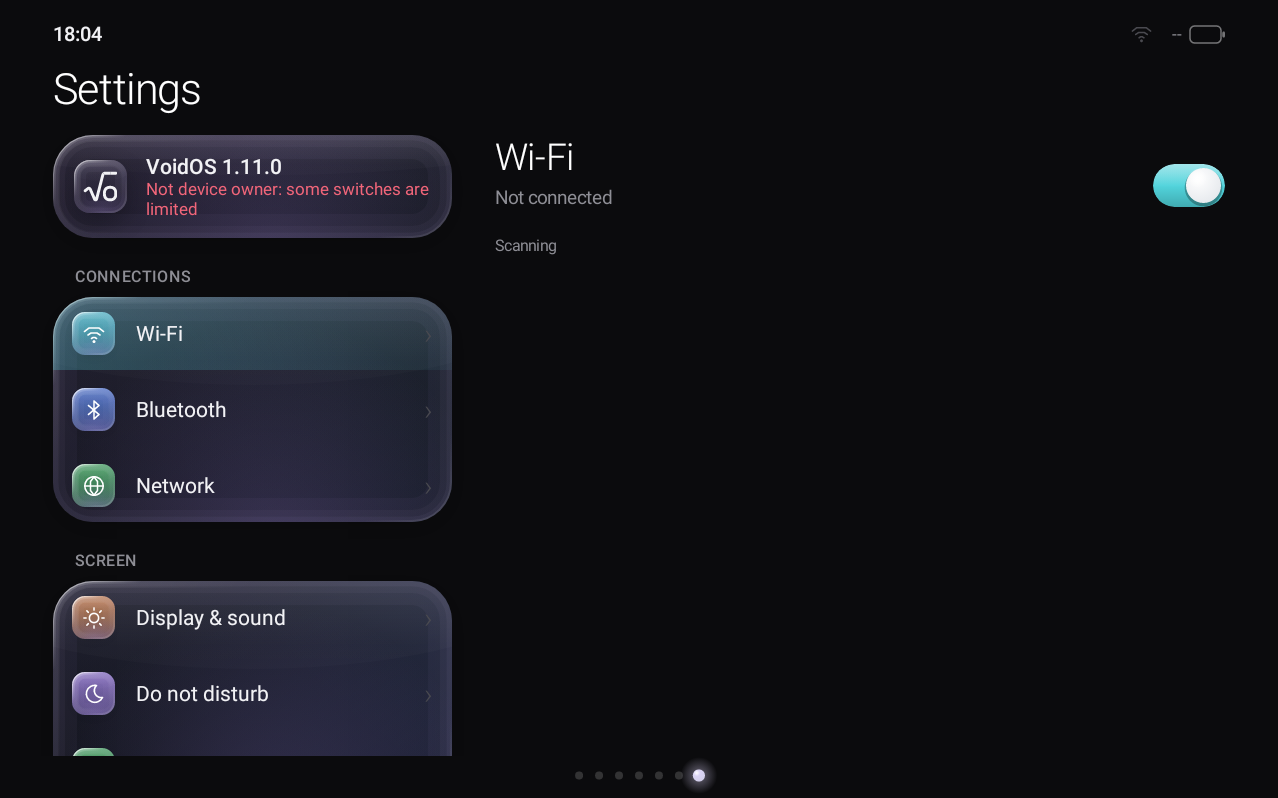 18:04
--
Settings
VoidOS 1.11.0
Not device owner: some switches are
limited
CONNECTIONS
Wi-Fi
Bluetooth
Network
SCREEN
Display & sound
Do not disturb
Wi-Fi
Not connected
Scanning